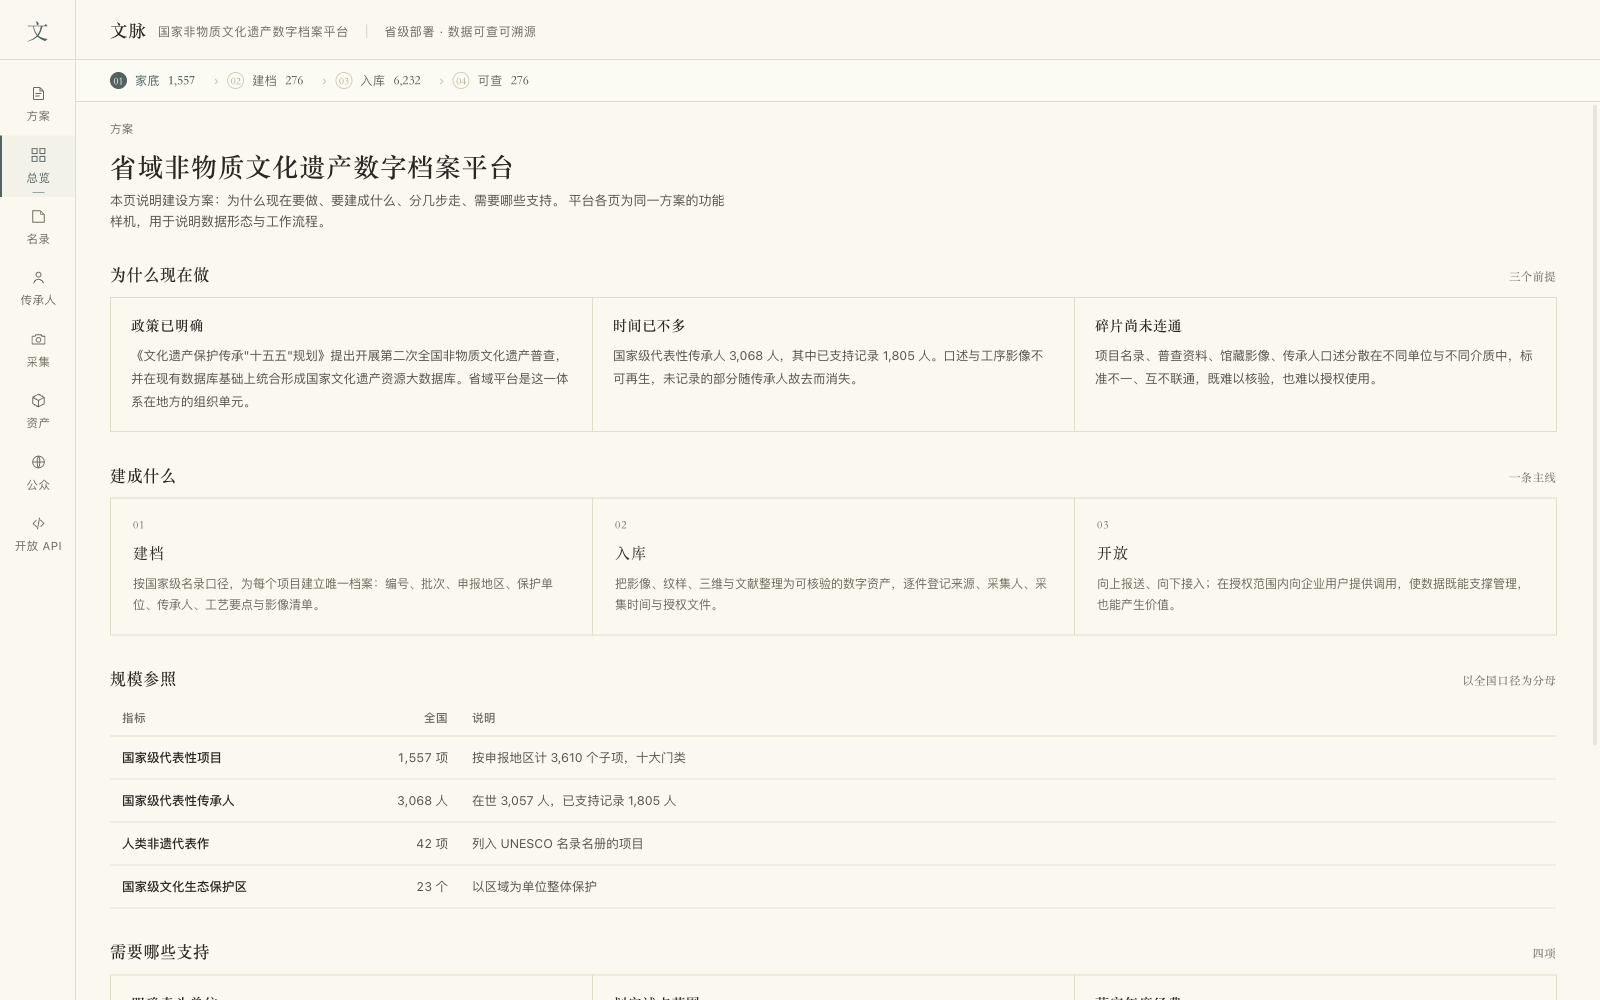 文
文脉 国家非物质文化遗产数字档案平台 省级部署 · 数据可查可溯源
01 家底 1,557 › 02 建档 276 › 03 入库 6,232 › 04 可查 276
方案
总览
名录
传承人
采集
资产
公众
开放 API
方案
省域非物质文化遗产数字档案平台
本页说明建设方案：为什么现在要做、要建成什么、分几步走、需要哪些支持。 平台各页为同一方案的功能
样机，用于说明数据形态与工作流程。
为什么现在做 三个前提
政策已明确
《文化遗产保护传承"十五五"规划》提出开展第二次全国非物质文化遗产普查，
并在现有数据库基础上统合形成国家文化遗产资源大数据库。省域平台是这一体
系在地方的组织单元。
时间已不多
国家级代表性传承人 3,068 人，其中已支持记录 1,805 人。口述与工序影像不
可再生，未记录的部分随传承人故去而消失。
碎片尚未连通
项目名录、普查资料、馆藏影像、传承人口述分散在不同单位与不同介质中，标
准不一、互不联通，既难以核验，也难以授权使用。
建成什么 一条主线
01
建档
按国家级名录口径，为每个项目建立唯一档案：编号、批次、申报地区、保护单
位、传承人、工艺要点与影像清单。
02
入库
把影像、纹样、三维与文献整理为可核验的数字资产，逐件登记来源、采集人、采
集时间与授权文件。
03
开放
向上报送、向下接入；在授权范围内向企业用户提供调用，使数据既能支撑管理，
也能产生价值。
规模参照 以全国口径为分母
指标 全国 说明
国家级代表性项目 1,557 项 按申报地区计 3,610 个子项，十大门类
国家级代表性传承人 3,068 人 在世 3,057 人，已支持记录 1,805 人
人类非遗代表作 42 项 列入 UNESCO 名录名册的项目
国家级文化生态保护区 23 个 以区域为单位整体保护
需要哪些支持 四项